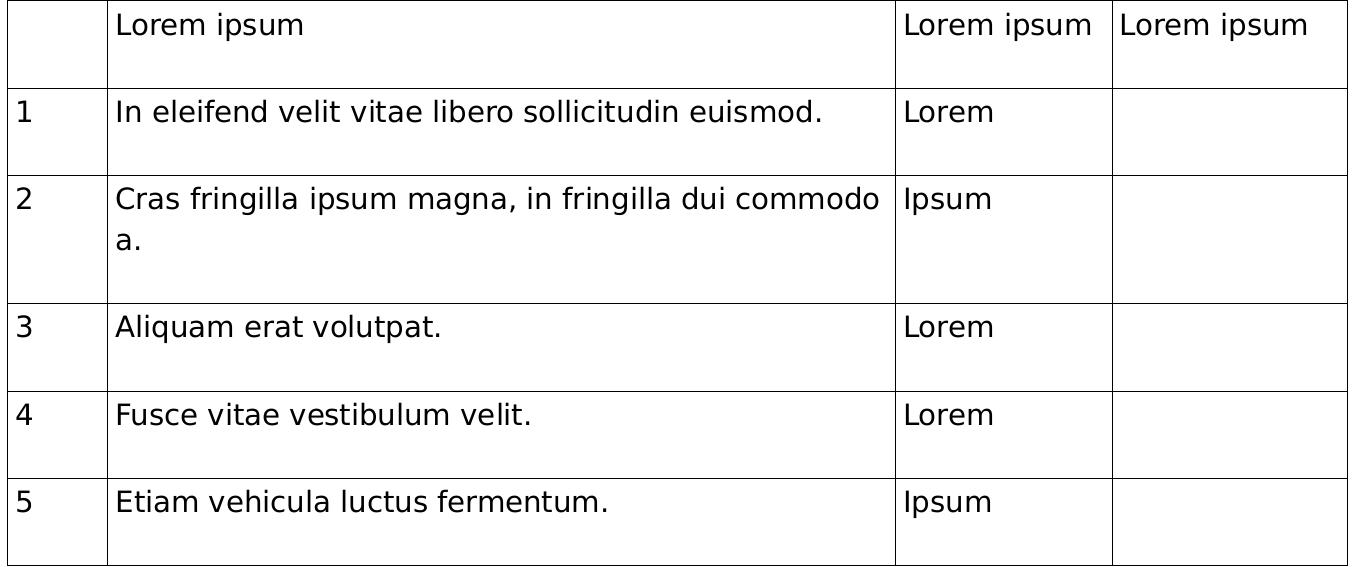 Lorem ipsum Lorem ipsum Lorem ipsum
1 In eleifend velit vitae libero sollicitudin euismod. Lorem
2 Cras fringilla ipsum magna, in fringilla dui commodo Ipsum
a.
3 Aliquam erat volutpat. Lorem
4 Fusce vitae vestibulum velit. Lorem
5 Etiam vehicula luctus fermentum. Ipsum